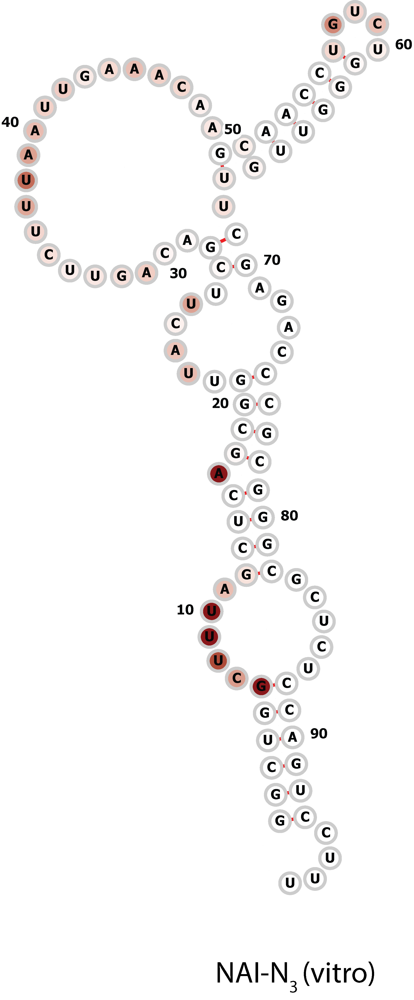 U
G C
U U 60
G
G A A A C
U C G
U A A G
40 A A 50 A U
A G C U
U U G
U U
U A C
C C G
U U G A 30 C G 70
U A
U G
C A
A C
U U G C
20 G C
C G
G C
A
C G
U G 80
C G
G C G
A C
10 U U
U C
U U
C G C
G C
U A 90
C G
G U
G C
C
U
U U
NAI-N₃ (vitro)